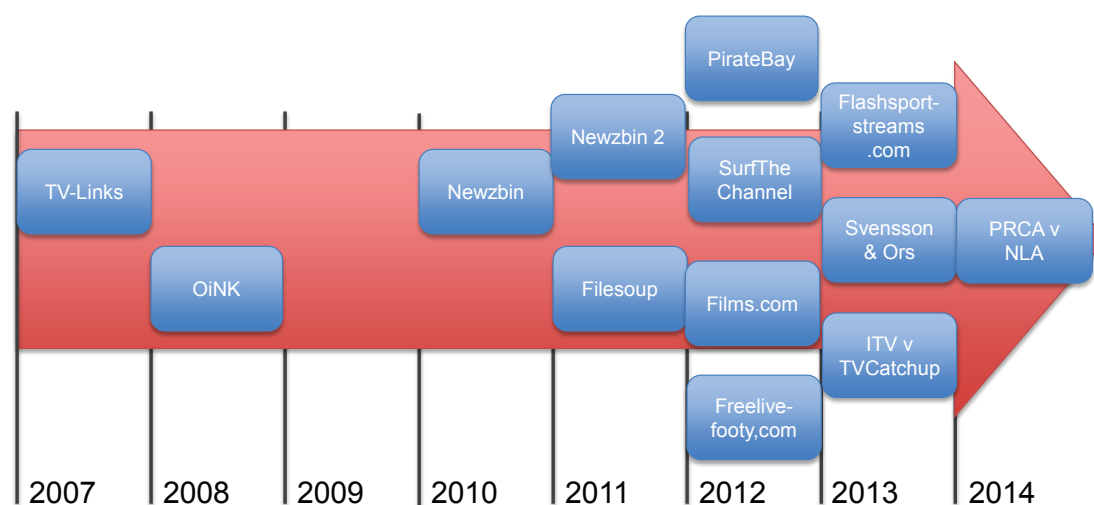 PirateBay
Flashsport-
streams
.com
Newzbin 2
TV-Links
Newzbin
SurfThe
Channel
Svensson
& Ors
PRCA v
NLA
OiNK
Filesoup
Films.com
ITV v
TVCatchup
Freelive-
footy,com
2007
2008
2009
2010
2011
2012
2013
2014